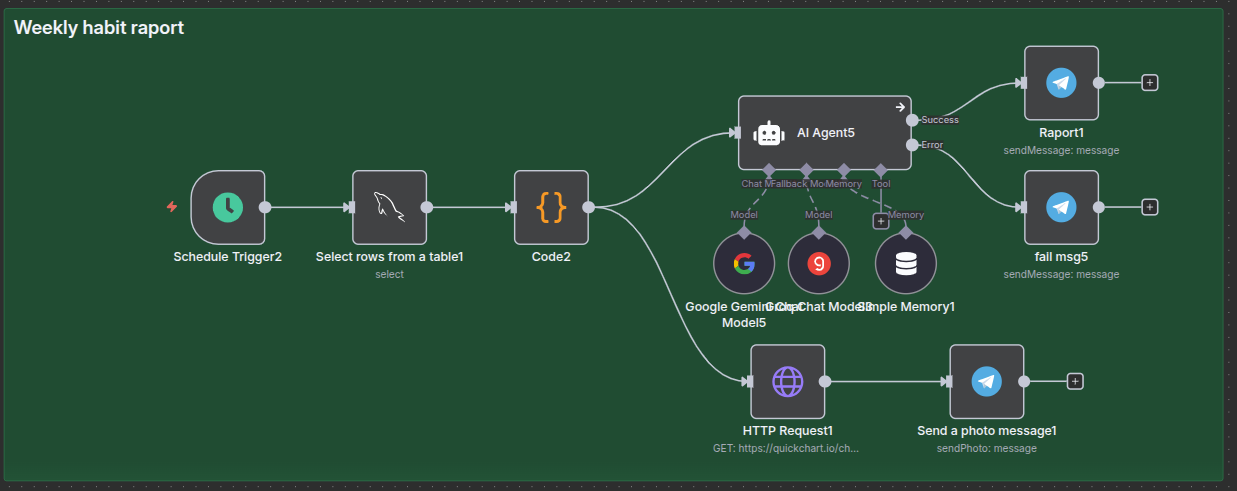 Weekly habit raport
Raport1
sendMessage: message
AI Agent5
Success
Error
Chat M
Fallback Mo
Memory
Tool
Model
Model
Memory
Schedule Trigger2
Select rows from a table1
select
Code2
fail msg5
sendMessage: message
Google Gemini Chat
Model5
Groq Chat Model
Simple Memory1
HTTP Request1
GET: https://quickchart.io/ch...
Send a photo message1
sendPhoto: message